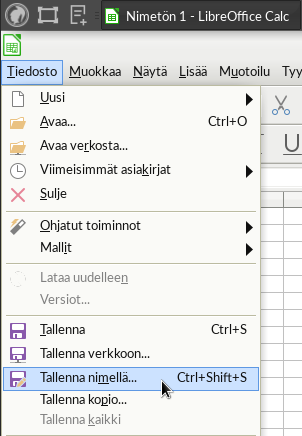 Nimetön 1 - LibreOffice Calc
Tiedosto Muokkaa Näytä Lisää Muotoilu Tyy
Uusi
Avaa... Ctrl+O
Avaa verkosta...
Viimeisimmät asiakirjat
Sulje
Ohjatut toiminnot
Mallit
Lataa uudelleen
Versiot...
Tallenna Ctrl+S
Tallenna verkkoon...
Tallenna nimellä... Ctrl+Shift+S
Tallenna kopio...
Tallenna kaikki